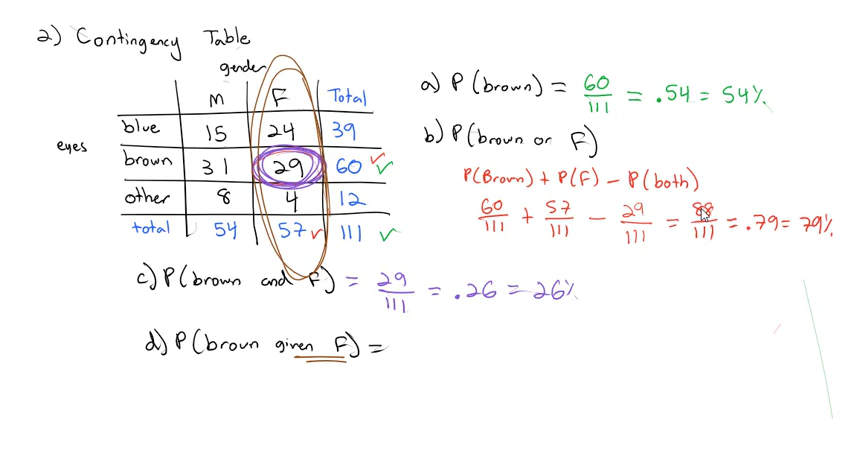 2) Contingency Table
gender
M F Total
eyes
blue 15 24 39
brown 31 29 60 ✓ ✓
other 8 4 12
total 54 57 ✓ 111 ✓
a) P(brown) = 60/111 = .54 = 54%
b) P(brown or F)
P(Brown) + P(F) - P(both)
60/111 + 57/111 - 29/111 = 88/111 = .79 = 79%
c) P(brown and F) = 29/111 = .26 = 26%
d) P(brown given F) =